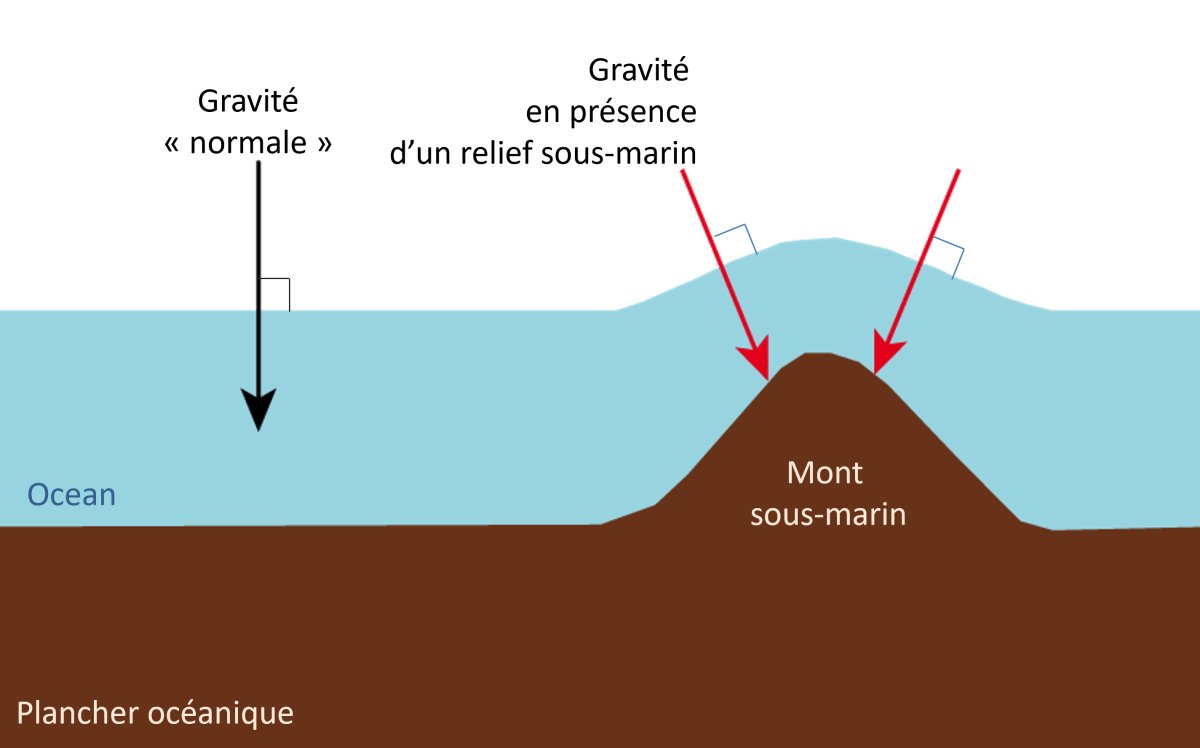 Gravité
« normale »
Gravité
en présence
d’un relief sous-marin
Ocean
Mont
sous-marin
Plancher océanique